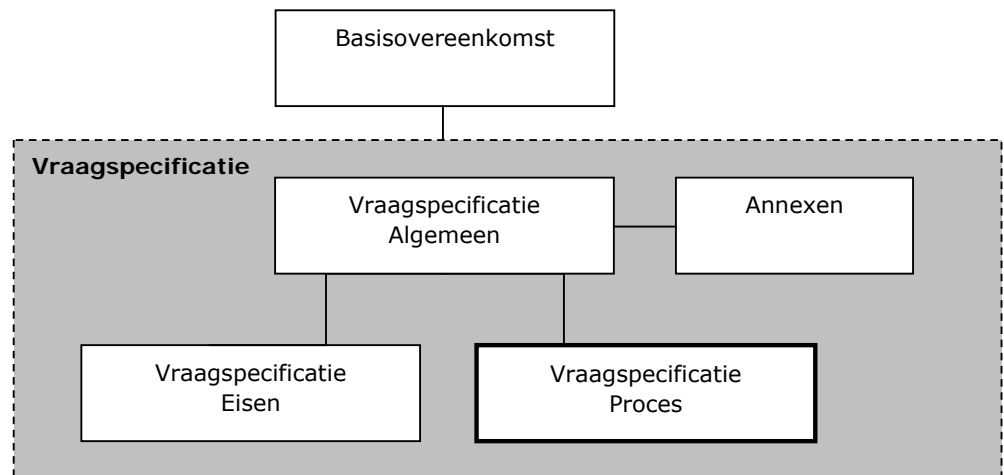 Basisovereenkomst
Vraagspecificatie
Vraagspecificatie
Algemeen
Annexen
Vraagspecificatie
Eisen
Vraagspecificatie
Proces